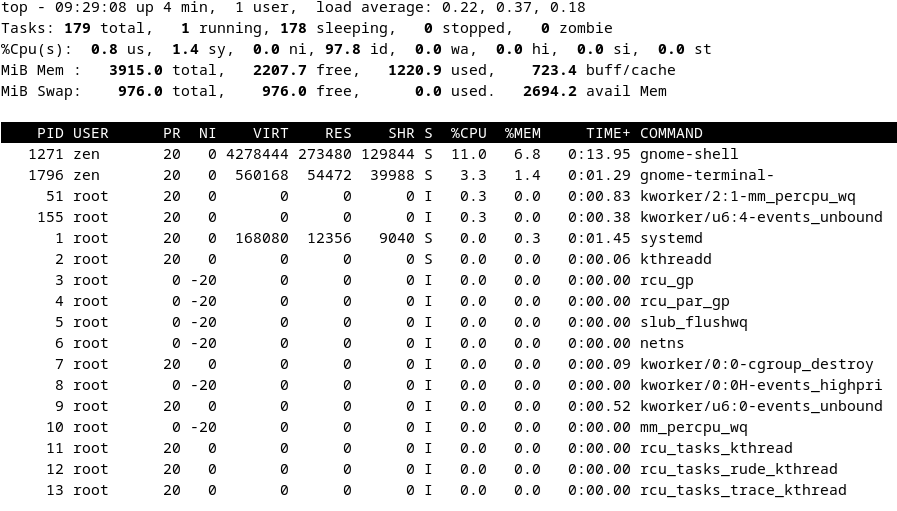 top - 09:29:08 up 4 min,  1 user,  load average: 0.22, 0.37, 0.18
Tasks: 179 total,   1 running, 178 sleeping,   0 stopped,   0 zombie
%Cpu(s):  0.8 us,  1.4 sy,  0.0 ni, 97.8 id,  0.0 wa,  0.0 hi,  0.0 si,  0.0 st
MiB Mem :   3915.0 total,   2207.7 free,   1220.9 used,    723.4 buff/cache
MiB Swap:    976.0 total,    976.0 free,      0.0 used.   2694.2 avail Mem
    PID USER      PR  NI    VIRT    RES    SHR S  %CPU  %MEM     TIME+ COMMAND
   1271 zen       20   0 4278444 273480 129844 S  11.0   6.8   0:13.95 gnome-shell
   1796 zen       20   0  560168  54472  39988 S   3.3   1.4   0:01.29 gnome-terminal-
     51 root      20   0       0      0      0 I   0.3   0.0   0:00.83 kworker/2:1-mm_percpu_wq
    155 root      20   0       0      0      0 I   0.3   0.0   0:00.38 kworker/u6:4-events_unbound
      1 root      20   0  168080  12356   9040 S   0.0   0.3   0:01.45 systemd
      2 root      20   0       0      0      0 S   0.0   0.0   0:00.06 kthreadd
      3 root       0 -20       0      0      0 I   0.0   0.0   0:00.00 rcu_gp
      4 root       0 -20       0      0      0 I   0.0   0.0   0:00.00 rcu_par_gp
      5 root       0 -20       0      0      0 I   0.0   0.0   0:00.00 slub_flushwq
      6 root       0 -20       0      0      0 I   0.0   0.0   0:00.00 netns
      7 root      20   0       0      0      0 I   0.0   0.0   0:00.09 kworker/0:0-cgroup_destroy
      8 root       0 -20       0      0      0 I   0.0   0.0   0:00.00 kworker/0:0H-events_highpri
      9 root      20   0       0      0      0 I   0.0   0.0   0:00.52 kworker/u6:0-events_unbound
     10 root       0 -20       0      0      0 I   0.0   0.0   0:00.00 mm_percpu_wq
     11 root      20   0       0      0      0 I   0.0   0.0   0:00.00 rcu_tasks_kthread
     12 root      20   0       0      0      0 I   0.0   0.0   0:00.00 rcu_tasks_rude_kthread
     13 root      20   0       0      0      0 I   0.0   0.0   0:00.00 rcu_tasks_trace_kthread